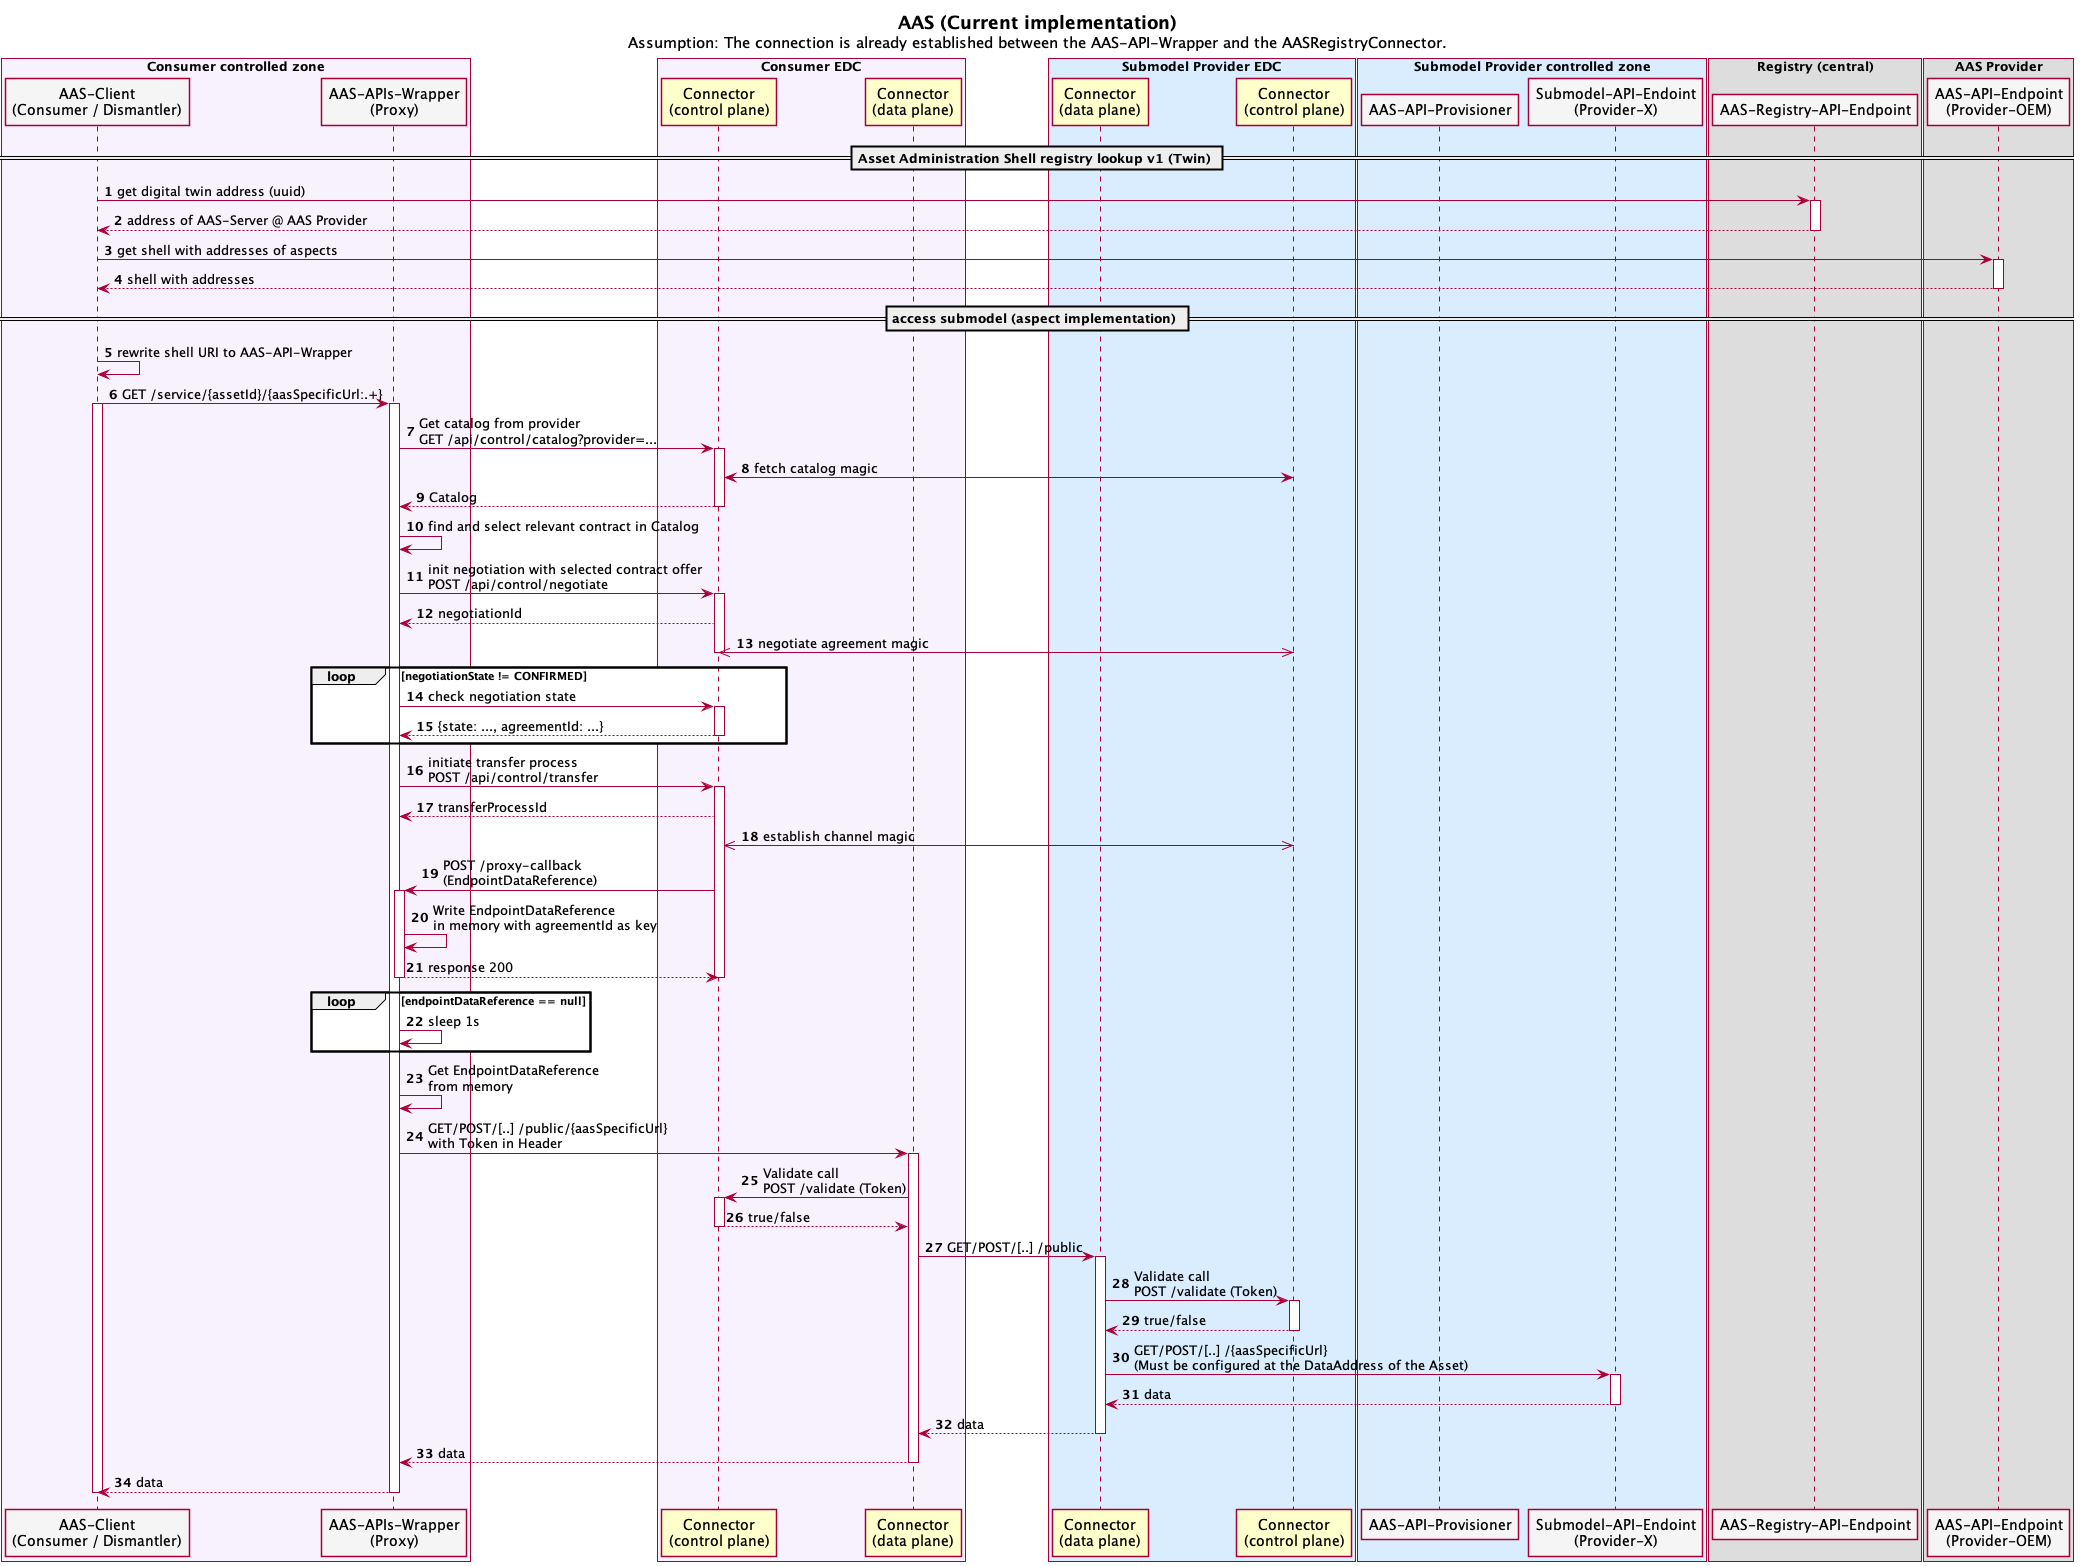 AAS (Current implementation)
Assumption: The connection is already established between the AAS-API-Wrapper and the AASRegistryConnector.
Consumer controlled zone
Consumer EDC
Submodel Provider EDC
Submodel Provider controlled zone
Registry (central)
AAS Provider
AAS-Client
(Consumer / Dismantler)
AAS-APIs-Wrapper
(Proxy)
Connector
(control plane)
Connector
(data plane)
Connector
(data plane)
Connector
(control plane)
AAS-API-Provisioner
Submodel-API-Endoint
(Provider-X)
AAS-Registry-API-Endpoint
AAS-API-Endpoint
(Provider-OEM)
Asset Administration Shell registry lookup v1 (Twin)
1 get digital twin address (uuid)
2 address of AAS-Server @ AAS Provider
3 get shell with addresses of aspects
4 shell with addresses
access submodel (aspect implementation)
5 rewrite shell URI to AAS-API-Wrapper
6 GET /service/{assetId}/{aasSpecificUrl:.+}
7 Get catalog from provider
GET /api/control/catalog?provider=...
8 fetch catalog magic
9 Catalog
10 find and select relevant contract in Catalog
11 init negotiation with selected contract offer
POST /api/control/negotiate
12 negotiationId
13 negotiate agreement magic
loop [negotiationState != CONFIRMED]
14 check negotiation state
15 {state: ..., agreementId: ...}
16 initiate transfer process
POST /api/control/transfer
17 transferProcessId
18 establish channel magic
19 POST /proxy-callback
(EndpointDataReference)
20 Write EndpointDataReference
in memory with agreementId as key
21 response 200
loop [endpointDataReference == null]
22 sleep 1s
23 Get EndpointDataReference
from memory
24 GET/POST/[..] /public/{aasSpecificUrl}
with Token in Header
25 Validate call
POST /validate (Token)
26 true/false
27 GET/POST/[..] /public
28 Validate call
POST /validate (Token)
29 true/false
30 GET/POST/[..] /{aasSpecificUrl}
(Must be configured at the DataAddress of the Asset)
31 data
32 data
33 data
34 data
AAS-Client
(Consumer / Dismantler)
AAS-APIs-Wrapper
(Proxy)
Connector
(control plane)
Connector
(data plane)
Connector
(data plane)
Connector
(control plane)
AAS-API-Provisioner
Submodel-API-Endoint
(Provider-X)
AAS-Registry-API-Endpoint
AAS-API-Endpoint
(Provider-OEM)